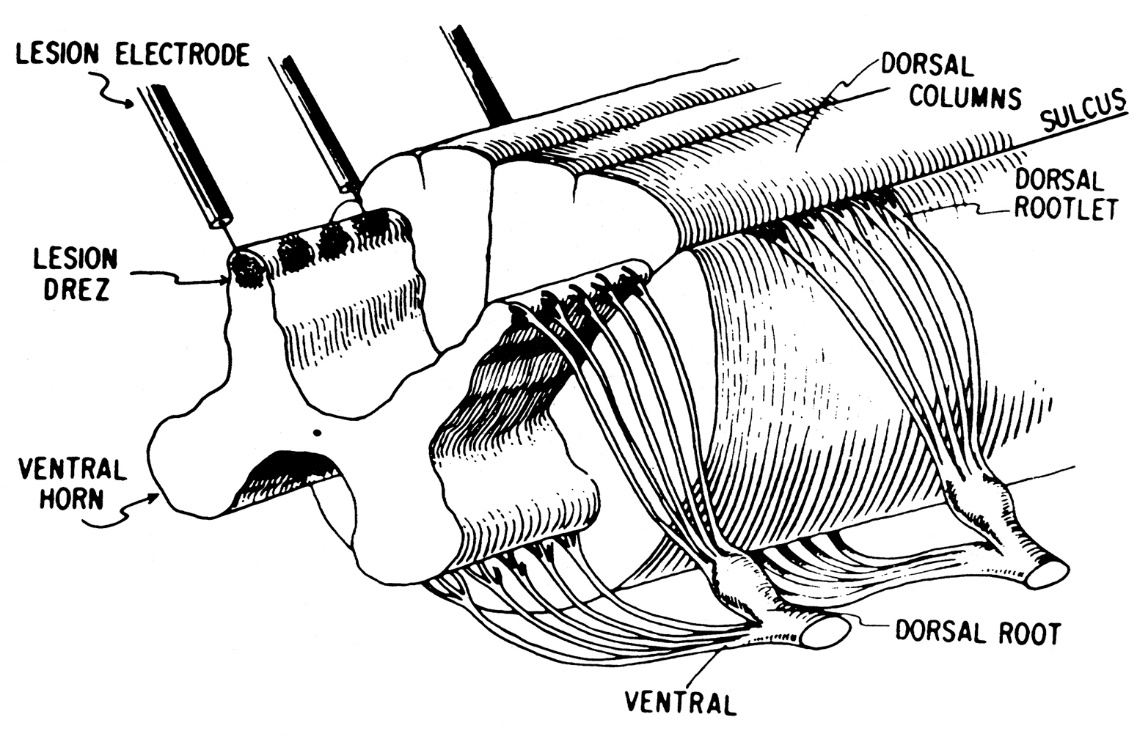 LESION ELECTRODE
DORSAL
COLUMNS
SULCUS
DORSAL
ROOTLET
LESION
DREZ
VENTRAL
HORN
DORSAL ROOT
VENTRAL